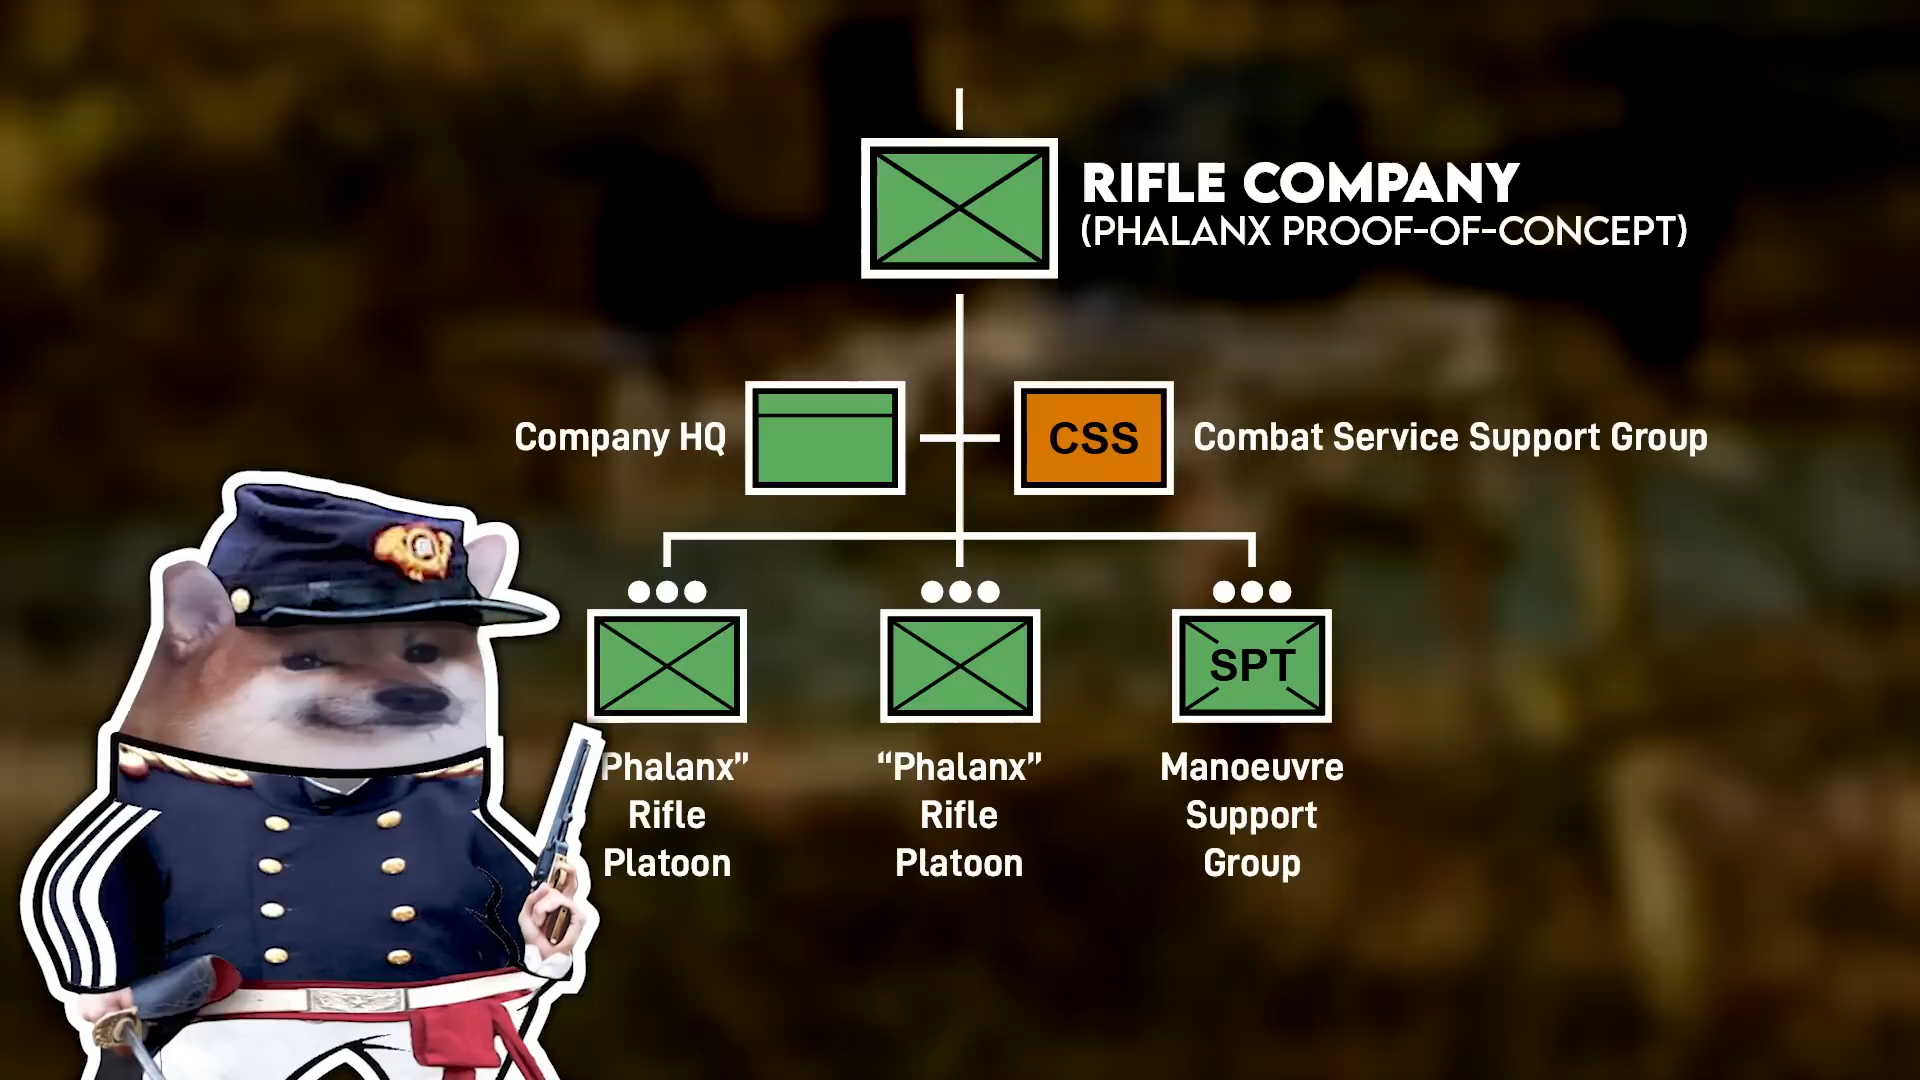 RIFLE COMPANY
(PHALANX PROOF-OF-CONCEPT)
Company HQ
CSS
Combat Service Support Group
SPT
Phalanx”
Rifle
Platoon
“Phalanx”
Rifle
Platoon
Manoeuvre
Support
Group